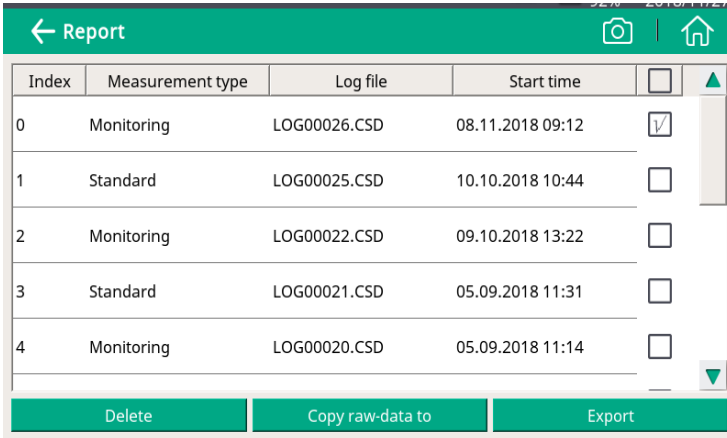 Report
Index Measurement type Log file Start time
0 Monitoring LOG00026.CSD 08.11.2018 09:12
1 Standard LOG00025.CSD 10.10.2018 10:44
2 Monitoring LOG00022.CSD 09.10.2018 13:22
3 Standard LOG00021.CSD 05.09.2018 11:31
4 Monitoring LOG00020.CSD 05.09.2018 11:14
Delete Copy raw-data to Export